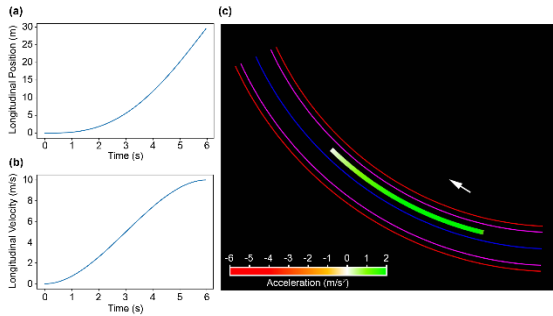 (a)
30
25
20
15
10
5
0
Longitudinal Position (m)
0 1 2 3 4 5 6
Time (s)
(b)
10
8
6
4
2
0
Longitudinal Velocity (m/s)
0 1 2 3 4 5 6
Time (s)
(c)
-6 -5 -4 -3 -2 -1 0 1 2
Acceleration (m/s²)